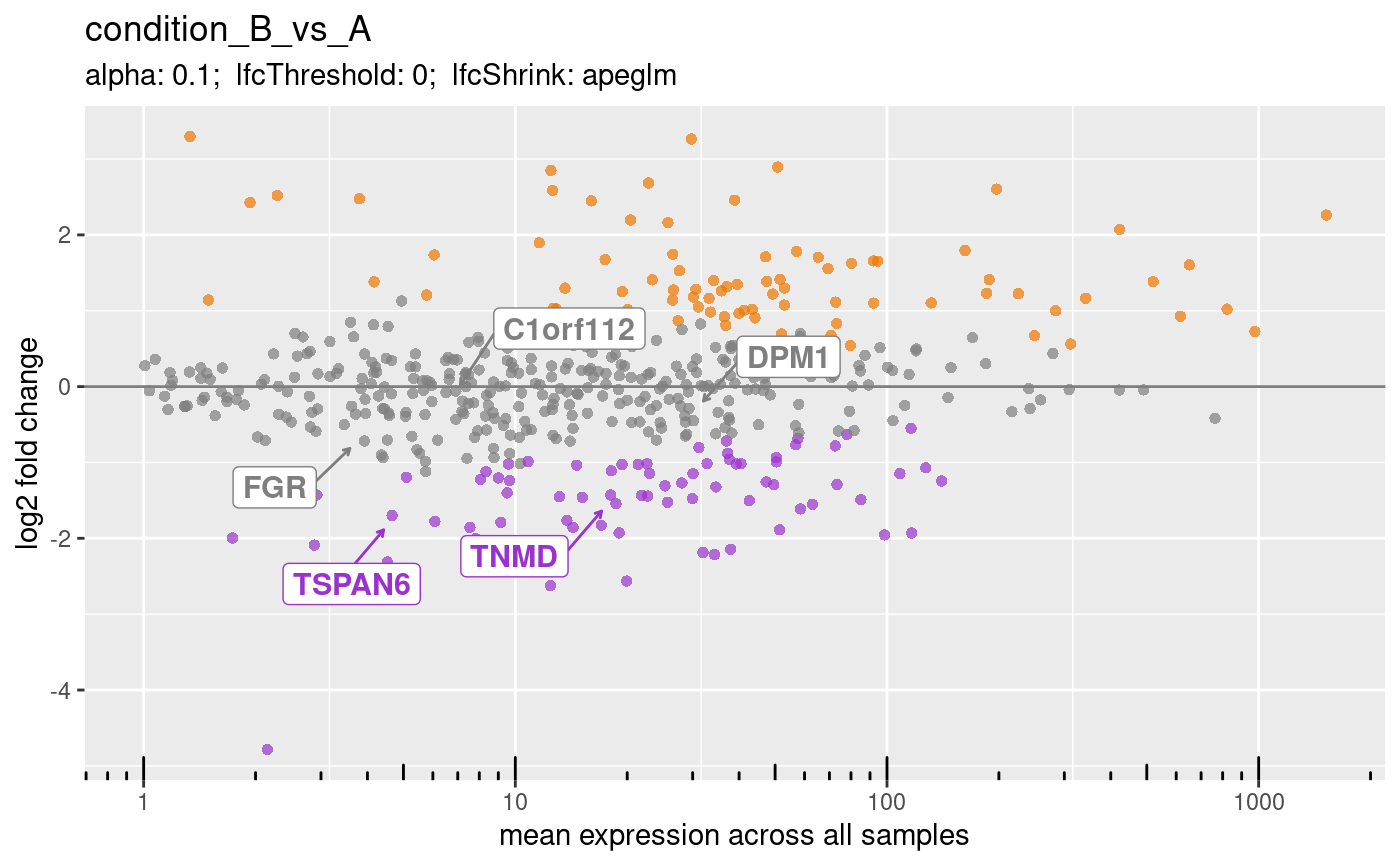 condition_B_vs_A
alpha: 0.1;  lfcThreshold: 0;  lfcShrink: apeglm
log2 fold change
2
0
-2
-4
C1orf112
DPM1
FGR
TNMD
TSPAN6
1
10
100
1000
mean expression across all samples